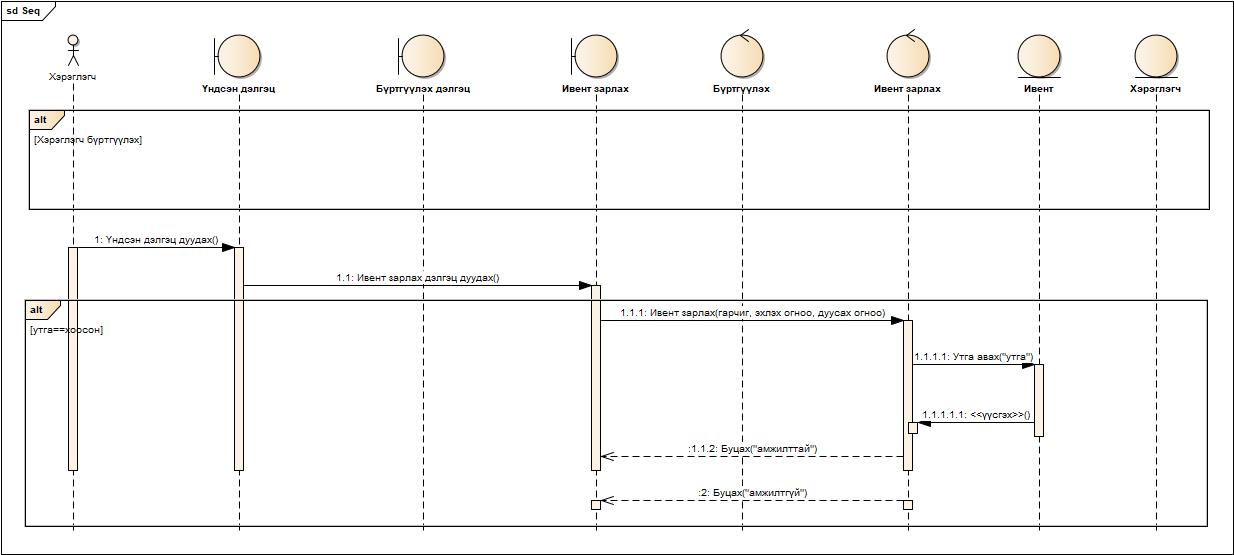 sd Seq
Хэрэглэгч
Үндсэн дэлгэц
Бүртгүүлэх дэлгэц
Ивент зарлах
Бүртгүүлэх
Ивент зарлах
Ивент
Хэрэглэгч
alt
[Хэрэглэгч бүртгүүлэх]
1: Үндсэн дэлгэц дуудах()
1.1: Ивент зарлах дэлгэц дуудах()
alt
[утга==хоосон]
1.1.1: Ивент зарлах(гарчиг, эхлэх огноо, дуусах огноо)
1.1.1.1: Утга авах("утга")
1.1.1.1.1: <<үүсгэх>>()
:1.1.2: Буцах("амжилттай")
:2: Буцах("амжилтгүй")